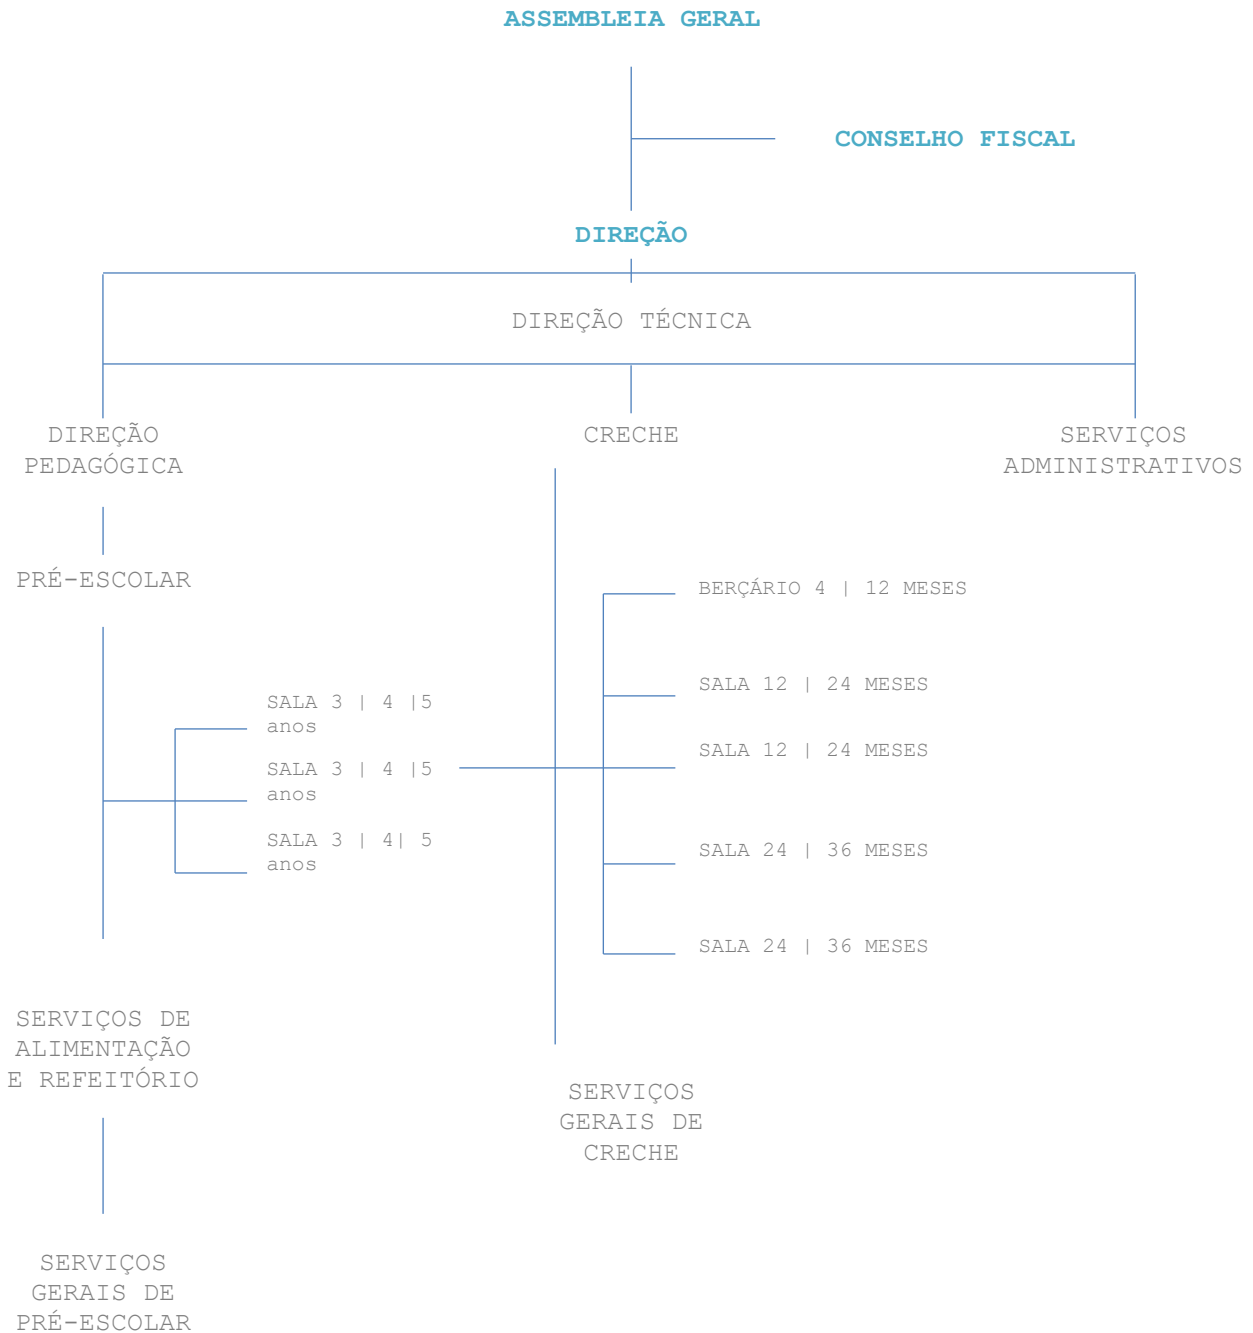 ASSEMBLEIA GERAL
CONSELHO FISCAL
DIREÇÃO
DIREÇÃO TÉCNICA
DIREÇÃO
PEDAGÓGICA
CRECHE
SERVIÇOS
ADMINISTRATIVOS
PRÉ-ESCOLAR
SALA 3 | 4 |5
anos
SALA 3 | 4 |5
anos
SALA 3 | 4| 5
anos
BERÇÁRIO 4 | 12 MESES
SALA 12 | 24 MESES
SALA 12 | 24 MESES
SALA 24 | 36 MESES
SALA 24 | 36 MESES
SERVIÇOS DE
ALIMENTAÇÃO
E REFEITÓRIO
SERVIÇOS
GERAIS DE
CRECHE
SERVIÇOS
GERAIS DE
PRÉ-ESCOLAR